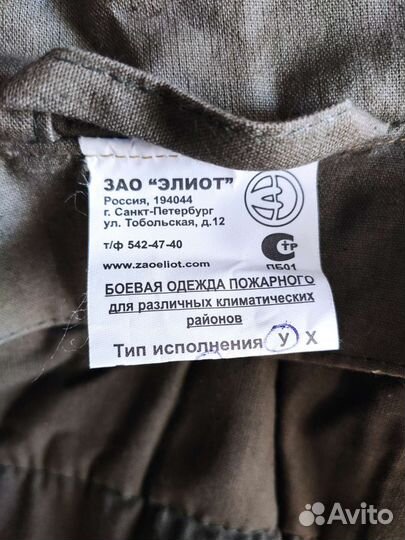 ЗАО "ЭЛИОТ"
Россия, 194044
г. Санкт-Петербург
ул. Тобольская, д.12
т/ф 542-47-40
www.zaoeliot.com
СТР
ПБ01
БОЕВАЯ ОДЕЖДА ПОЖАРНОГО
для различных климатических
районов
Тип исполнения У Х
Avito